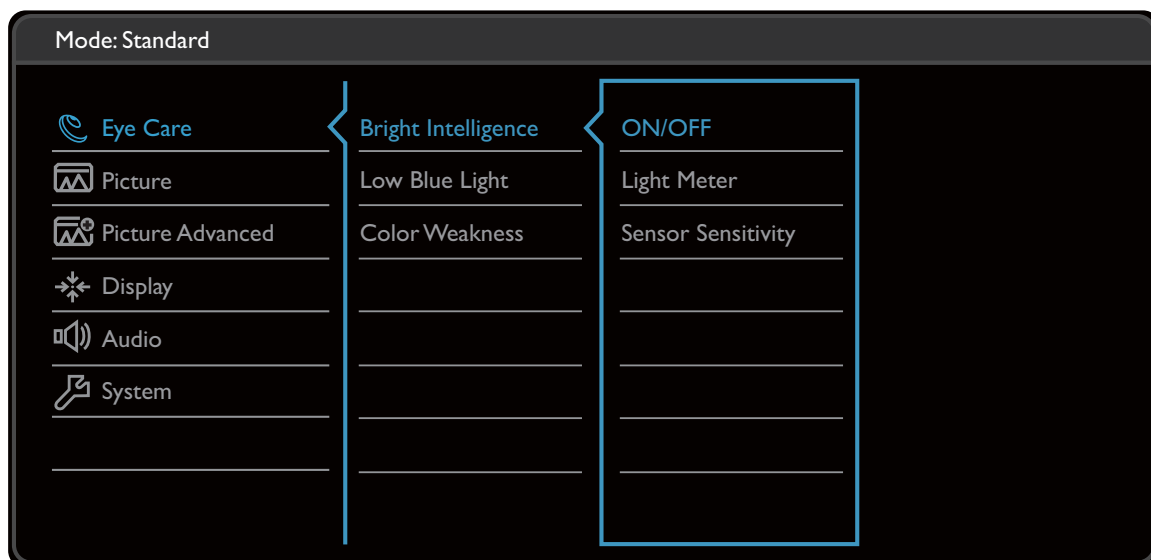 Mode: Standard
Eye Care
Bright Intelligence
ON/OFF
Picture
Low Blue Light
Light Meter
Picture Advanced
Color Weakness
Sensor Sensitivity
Display
Audio
System